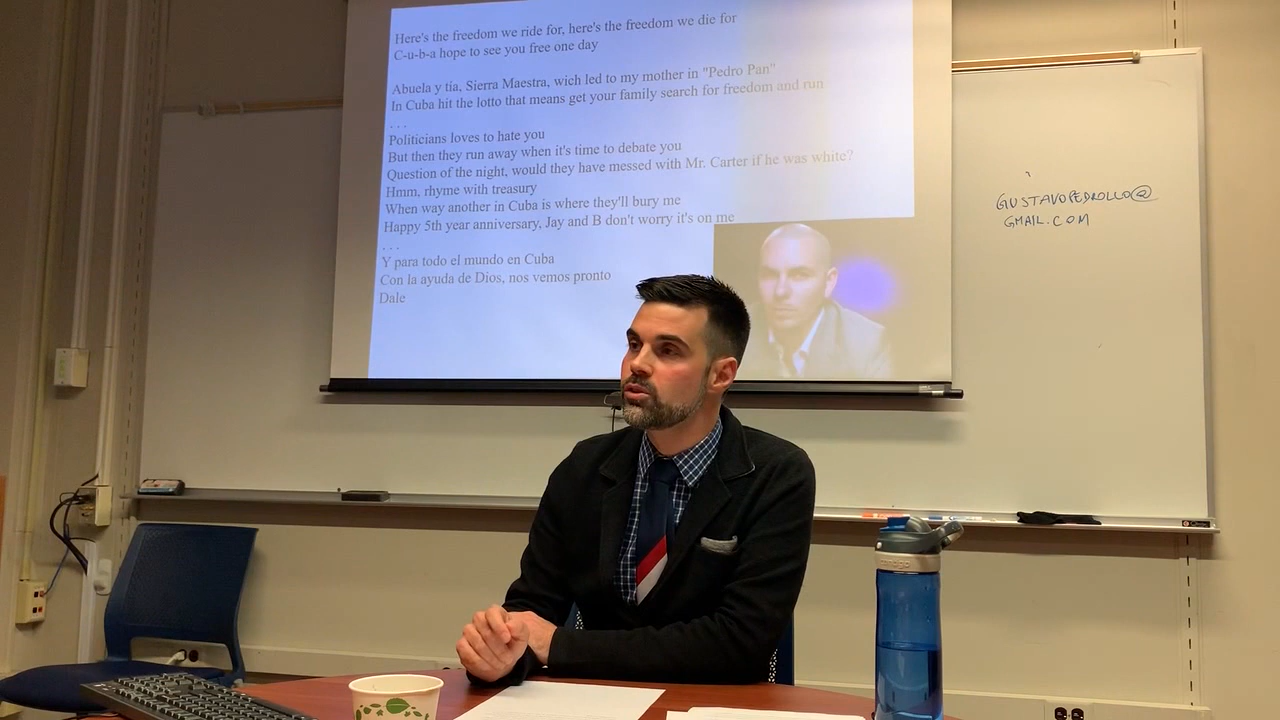 Here's the freedom we ride for, here's the freedom we die for
C-u-b-a hope to see you free one day
Abuela y tía, Sierra Maestra, wich led to my mother in "Pedro Pan"
In Cuba hit the lotto that means get your family search for freedom and run
. . .
Politicians loves to hate you
But then they run away when it's time to debate you
Question of the night, would they have messed with Mr. Carter if he was white?
Hmm, rhyme with treasury
When way another in Cuba is where they'll bury me
Happy 5th year anniversary, Jay and B don't worry it's on me
. . .
Y para todo el mundo en Cuba
Con la ayuda de Dios, nos vemos pronto
Dale
GUSTAVOPEDROLLO@
GMAIL.COM